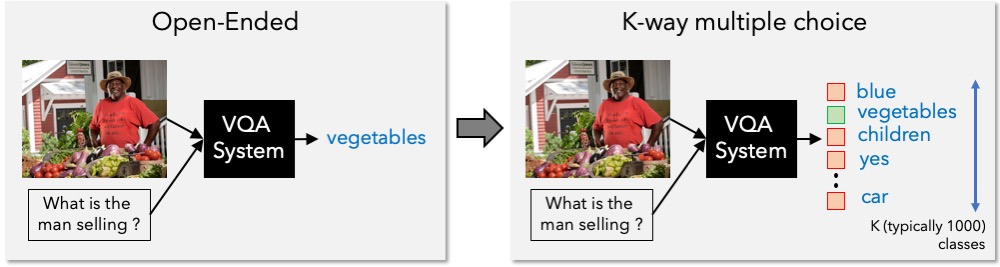 Open-Ended
VQA
System
vegetables
What is the
man selling ?
K-way multiple choice
VQA
System
What is the
man selling ?
blue
vegetables
children
yes
car
K (typically 1000)
classes